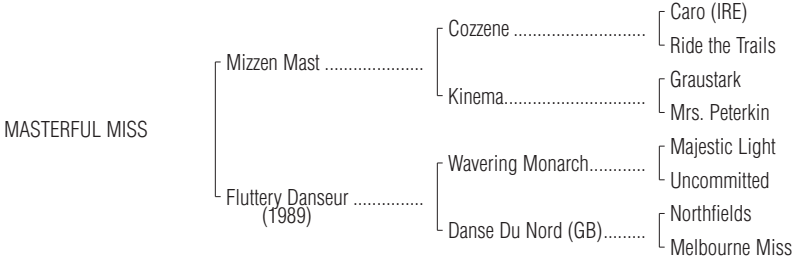 Caro (IRE)
Cozzene ..........................
Ride the Trails
Mizzen Mast .....................
Graustark
Kinema............................
Mrs. Peterkin
MASTERFUL MISS
Majestic Light
Wavering Monarch...........
Uncommitted
Fluttery Danseur ...............
(1989)
Northfields
Danse Du Nord (GB).........
Melbourne Miss